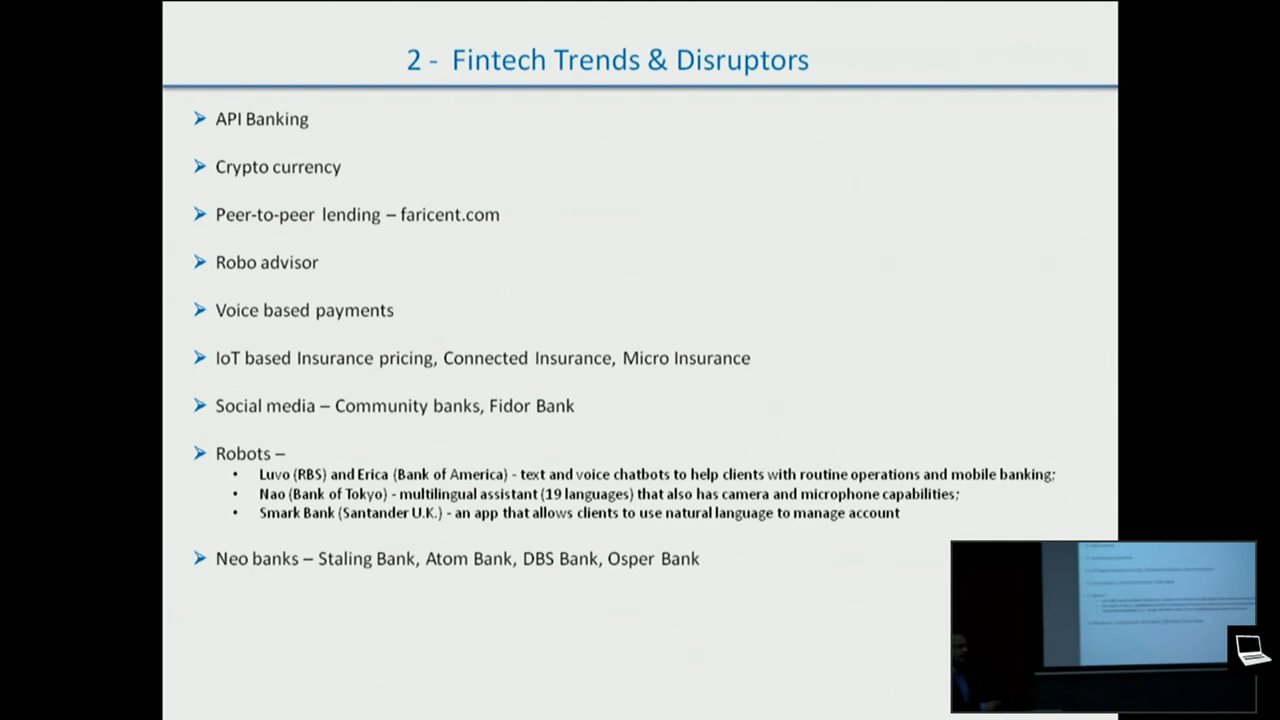 2 - Fintech Trends & Disruptors
➢ API Banking
➢ Crypto currency
➢ Peer-to-peer lending – faricent.com
➢ Robo advisor
➢ Voice based payments
➢ IoT based Insurance pricing, Connected Insurance, Micro Insurance
➢ Social media – Community banks, Fidor Bank
➢ Robots –
• Luvo (RBS) and Erica (Bank of America) - text and voice chatbots to help clients with routine operations and mobile banking;
• Nao (Bank of Tokyo) - multilingual assistant (19 languages) that also has camera and microphone capabilities;
• Smark Bank (Santander U.K.) - an app that allows clients to use natural language to manage account
➢ Neo banks – Staling Bank, Atom Bank, DBS Bank, Osper Bank